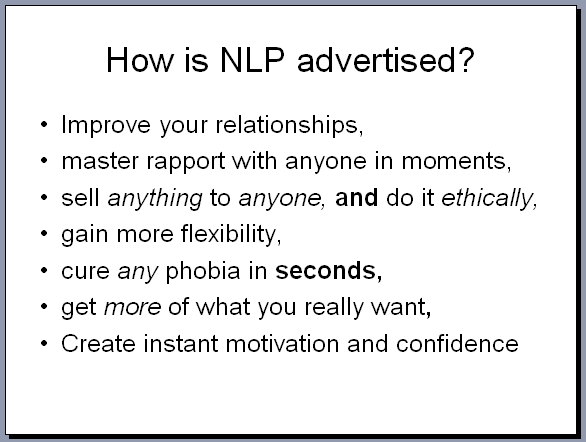 How is NLP advertised?
• Improve your relationships,
• master rapport with anyone in moments,
• sell anything to anyone, and do it ethically,
• gain more flexibility,
• cure any phobia in seconds,
• get more of what you really want,
• Create instant motivation and confidence